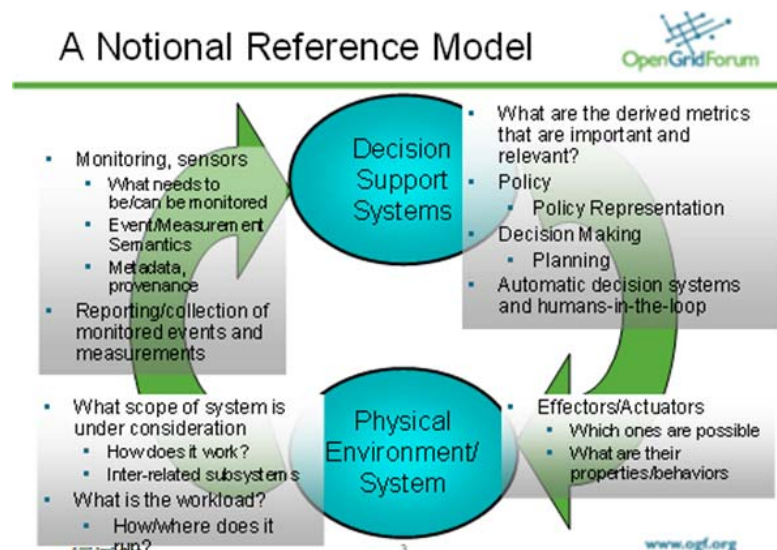 A Notional Reference Model
OpenGridForum
Decision
Support
Systems
Monitoring, sensors
What needs to
be/can be monitored
Event/Measurement
Semantics
Metadata,
provenance
Reporting/collection of
monitored events and
measurements
What are the derived metrics
that are important and
relevant?
Policy
Policy Representation
Decision Making
Planning
Automatic decision systems
and humans-in-the-loop
What scope of system is
under consideration
How does it work?
Inter-related subsystems
What is the workload?
How/where does it
run?
Physical
Environment/
System
Effectors/Actuators
Which ones are possible
What are their
properties/behaviors
www.ogf.org